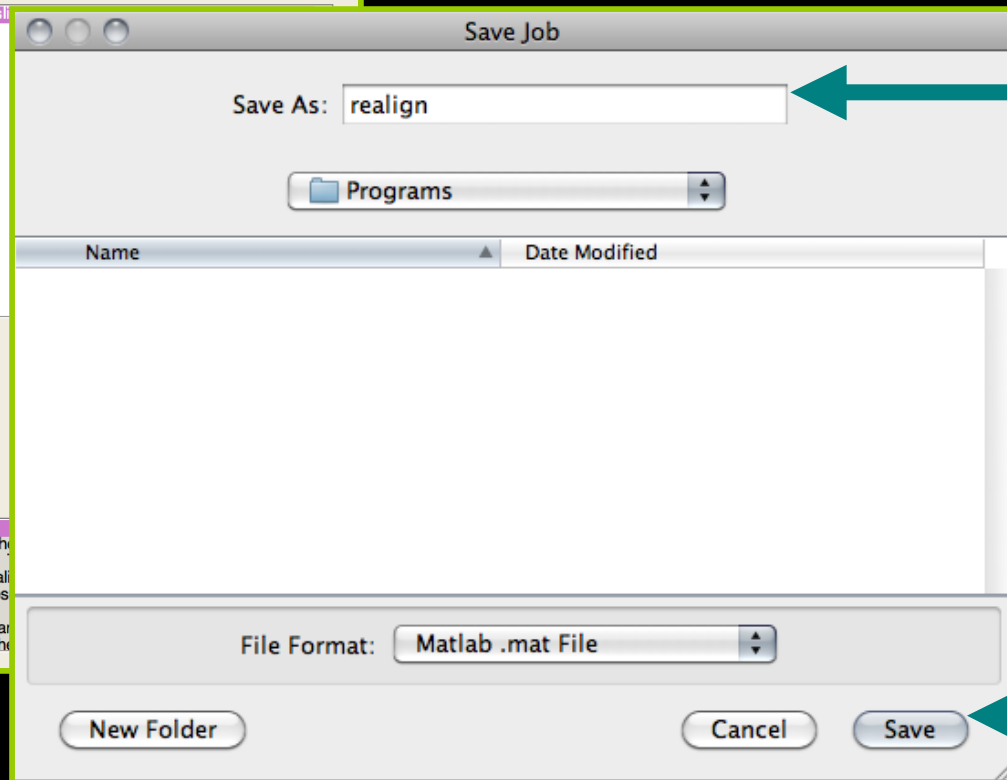 Save Job
Save As: realign
Programs
Name Date Modified
File Format: Matlab .mat File
New Folder Cancel Save